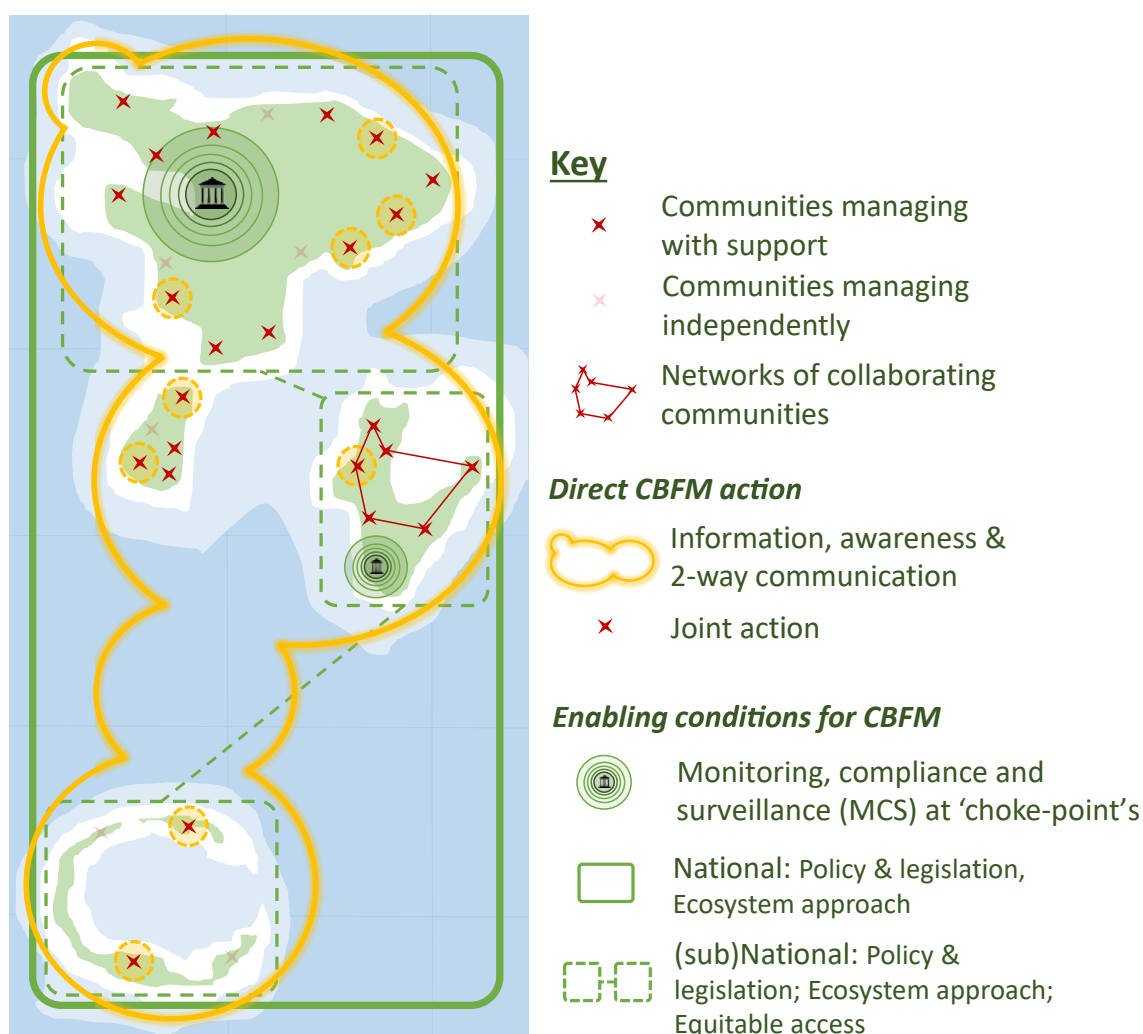 Key
Communities managing
with support
Communities managing
independently
Networks of collaborating
communities
Direct CBFM action
Information, awareness &
2-way communication
Joint action
Enabling conditions for CBFM
Monitoring, compliance and
surveillance (MCS) at ‘choke-point’s
National: Policy & legislation,
Ecosystem approach
(sub)National: Policy &
legislation; Ecosystem approach;
Equitable access